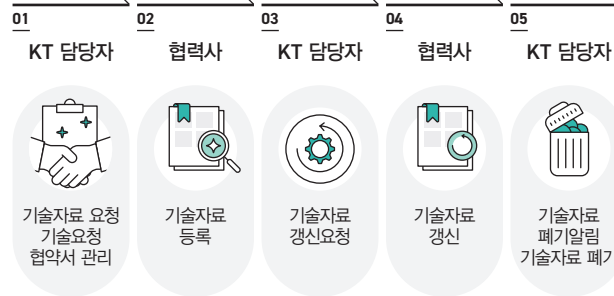 01
KT 담당자
기술자료 요청
기술요청
협약서 관리
02
협력사
기술자료
등록
03
KT 담당자
기술자료
갱신요청
04
협력사
기술자료
갱신
05
KT 담당자
기술자료
폐기알림
기술자료 폐기